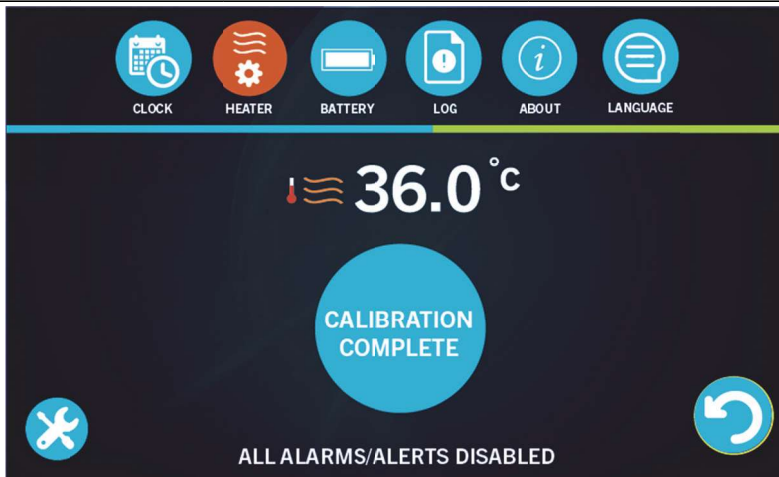 CLOCK HEATER BATTERY LOG ABOUT LANGUAGE
36.0 °C
CALIBRATION
COMPLETE
ALL ALARMS/ALERTS DISABLED